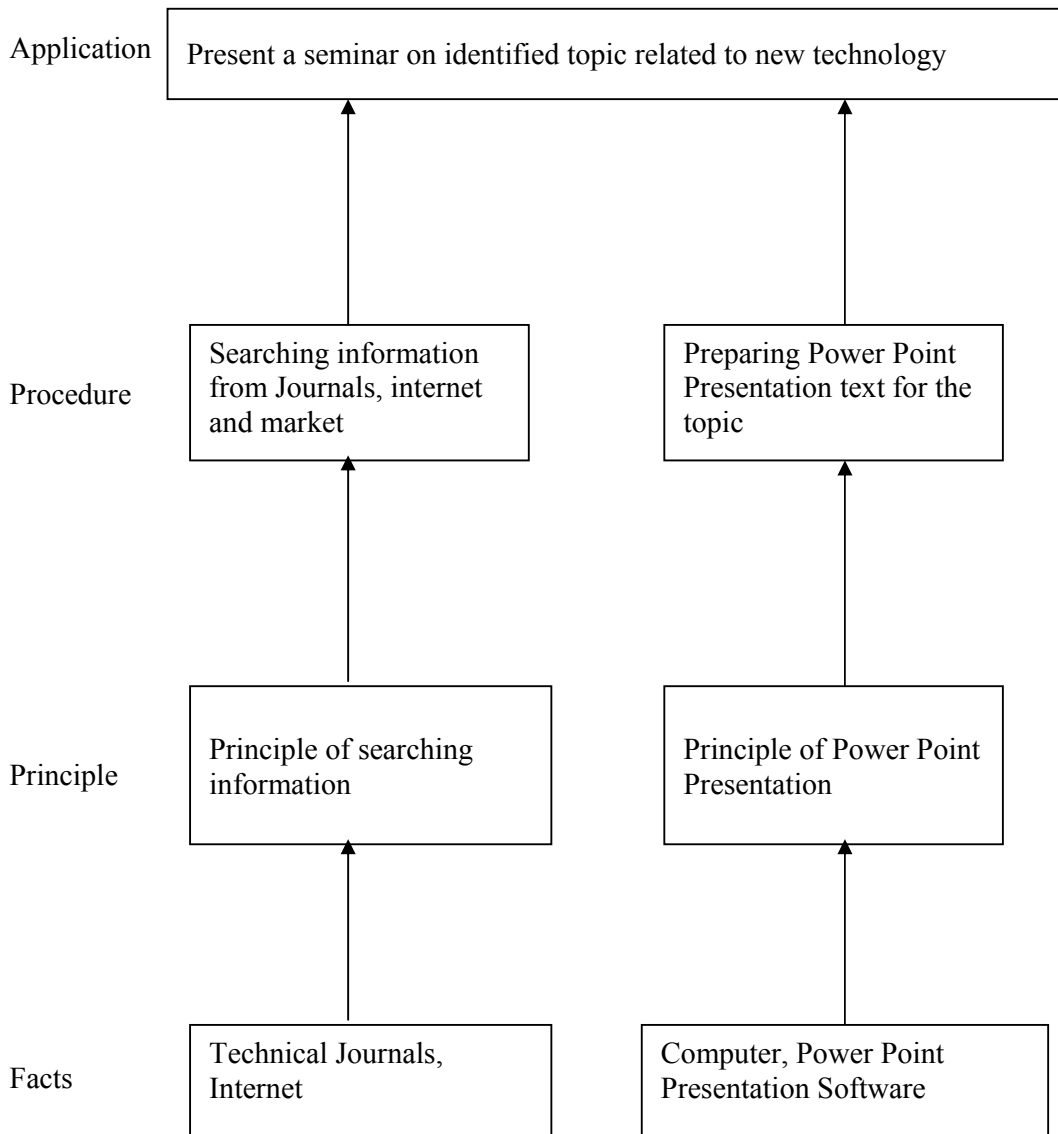 Application
Present a seminar on identified topic related to new technology
Procedure
Searching information
from Journals, internet
and market
Preparing Power Point
Presentation text for the
topic
Principle
Principle of searching
information
Principle of Power Point
Presentation
Facts
Technical Journals,
Internet
Computer, Power Point
Presentation Software